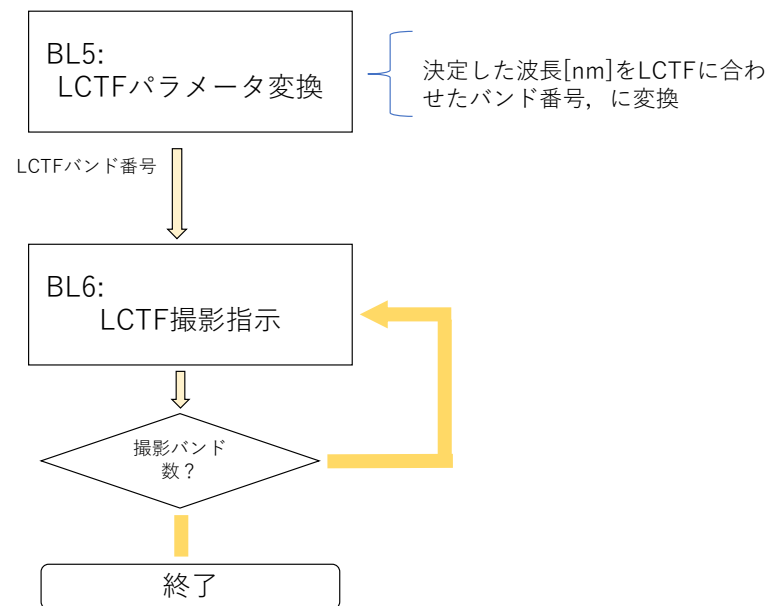 BL5:
LCTFパラメータ変換
決定した波長[nm]をLCTFに合わ
せたバンド番号，に変換
LCTFバンド番号
BL6:
LCTF撮影指示
撮影バンド
数？
終了